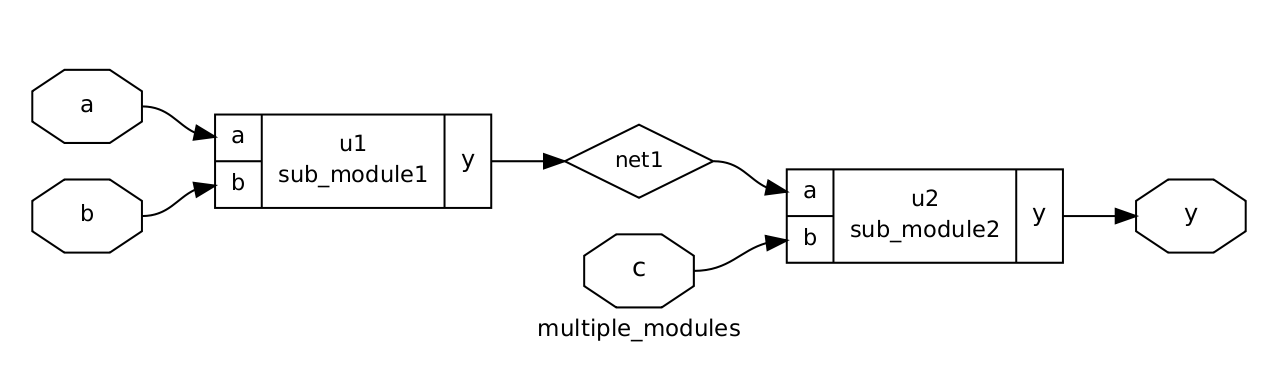 a
b
a
b
u1
sub_module1
y
net1
c
a
b
u2
sub_module2
y
y
multiple_modules